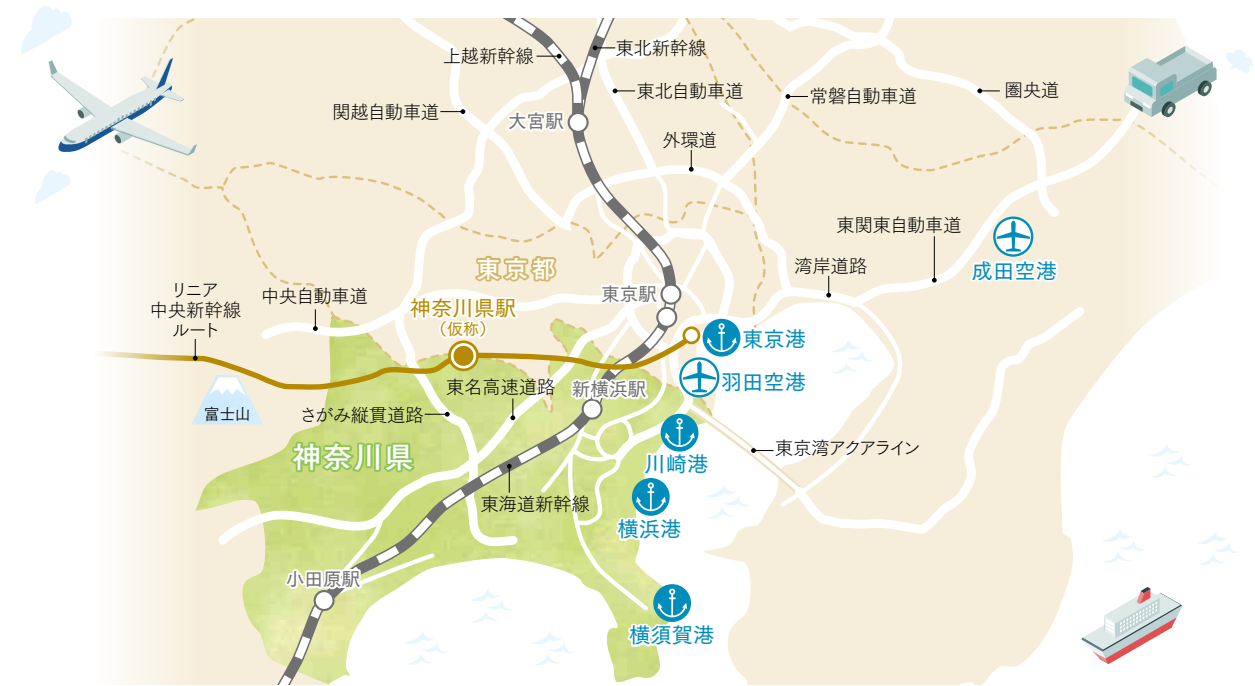 上越新幹線
東北新幹線
関越自動車道
東北自動車道
常磐自動車道
圏央道
大宮駅
外環道
東関東自動車道
成田空港
東京都
湾岸道路
リニア
中央新幹線
ルート
中央自動車道
神奈川県駅
（仮称）
東京駅
東京港
羽田空港
富士山
さがみ縦貫道路
東名高速道路
新横浜駅
神奈川県
川崎港
東京湾アクアライン
東海道新幹線
横浜港
小田原駅
横須賀港